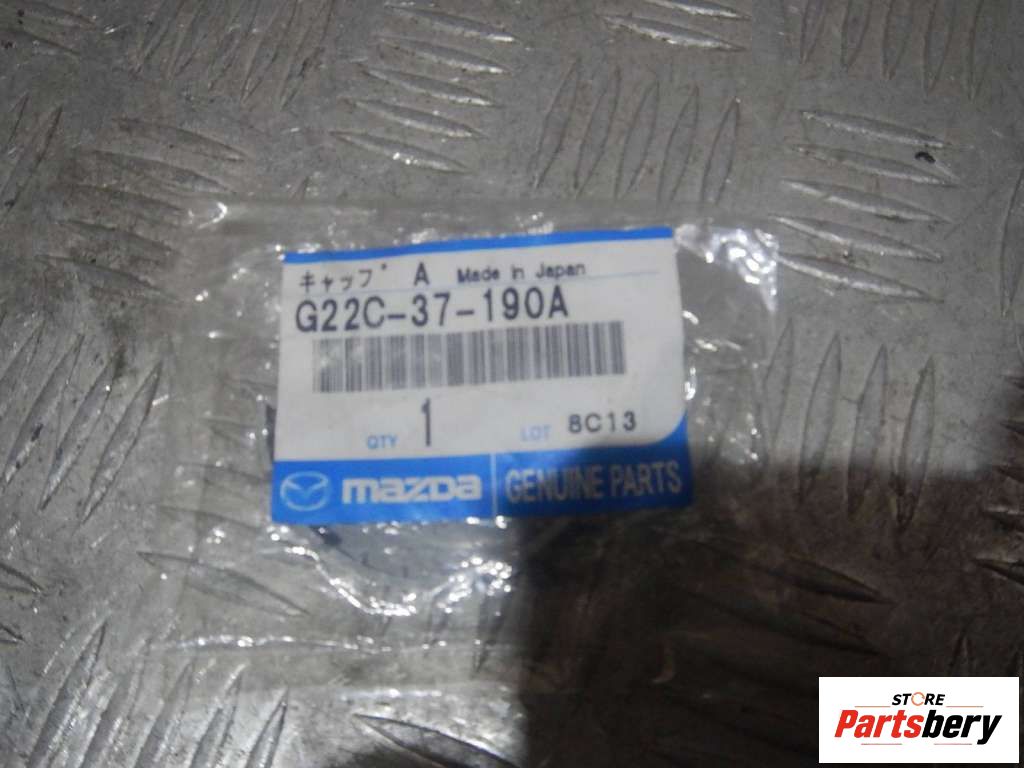 キャップ A Made in Japan
G22C-37-190A
QTY 1 LOT 8C13
mazda GENUINE PARTS
STORE
Partsbery